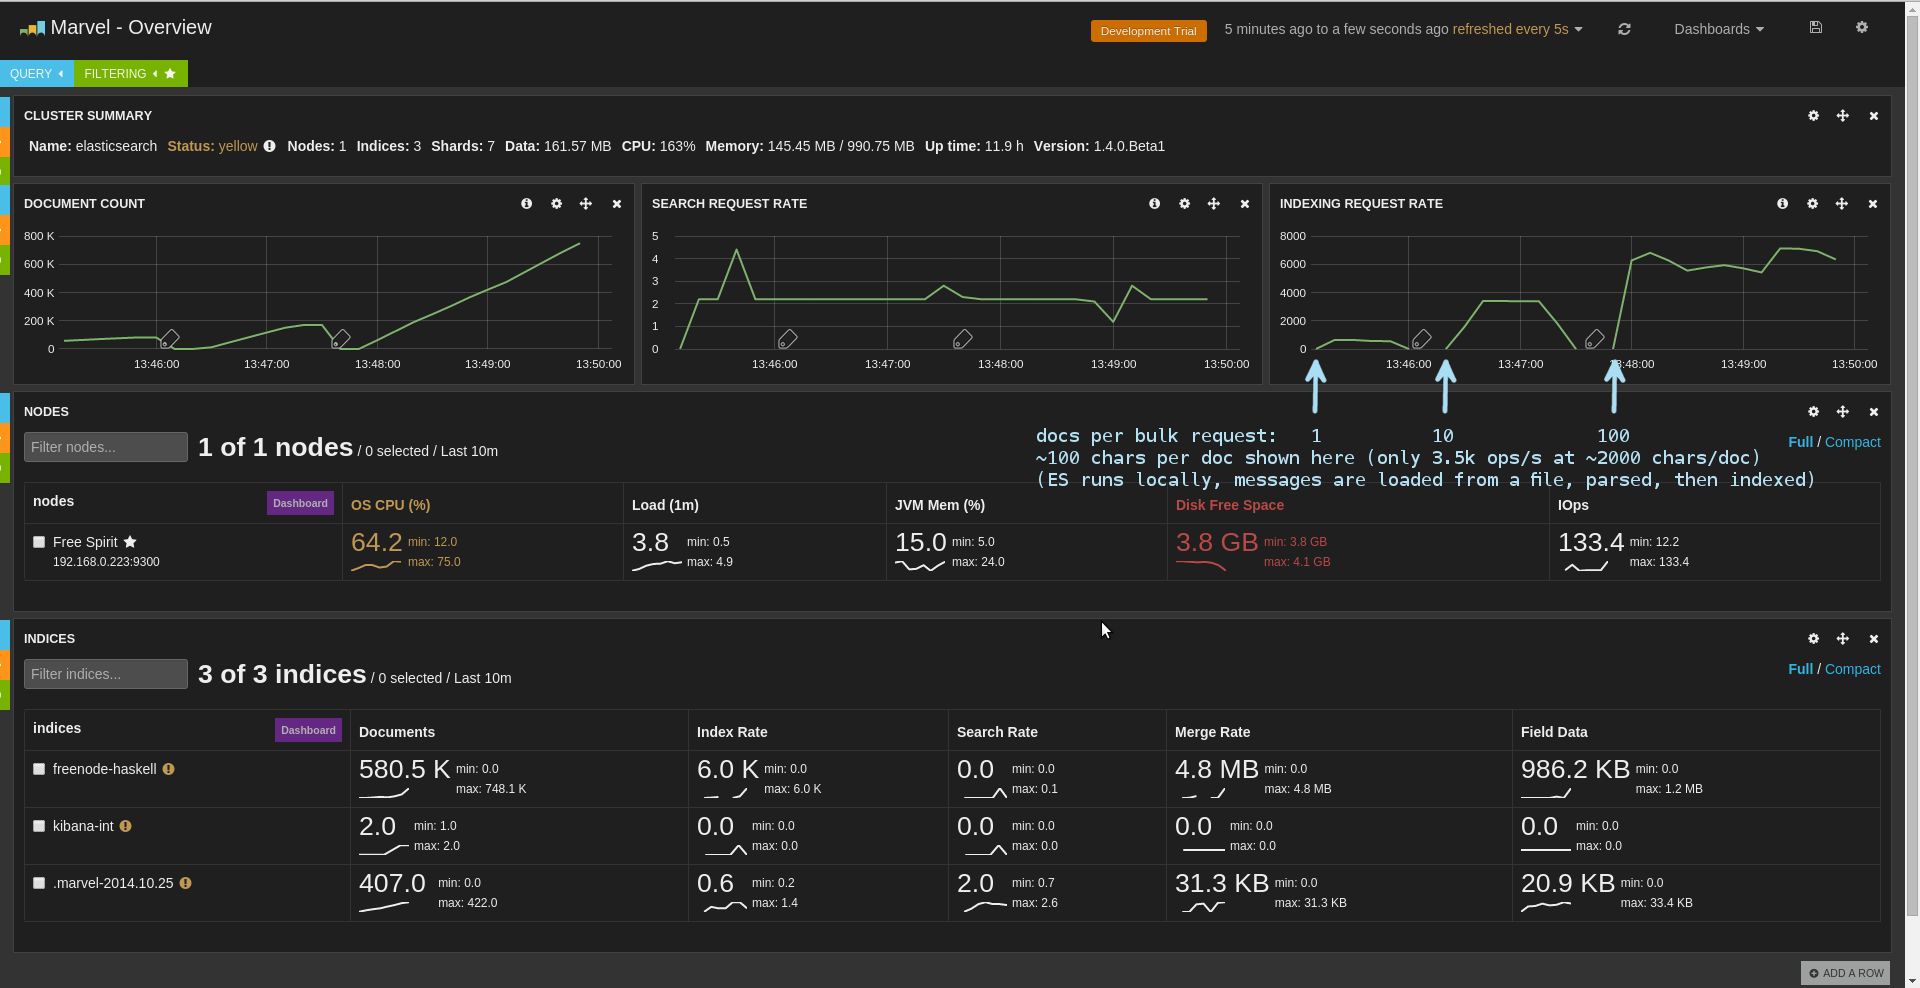 Marvel - Overview
Development Trial 5 minutes ago to a few seconds ago refreshed every 5s Dashboards
QUERY FILTERING
CLUSTER SUMMARY
Name: elasticsearch Status: yellow Nodes: 1 Indices: 3 Shards: 7 Data: 161.57 MB CPU: 163% Memory: 145.45 MB / 990.75 MB Up time: 11.9 h Version: 1.4.0.Beta1
DOCUMENT COUNT
800 K
600 K
400 K
200 K
0
13:46:00 13:47:00 13:48:00 13:49:00 13:50:00
SEARCH REQUEST RATE
5
4
3
2
1
0
13:46:00 13:47:00 13:48:00 13:49:00 13:50:00
INDEXING REQUEST RATE
8000
6000
4000
2000
0
13:46:00 13:47:00 13:48:00 13:49:00 13:50:00
docs per bulk request: 1 10 100
~100 chars per doc shown here (only 3.5k ops/s at ~2000 chars/doc)
(ES runs locally, messages are loaded from a file, parsed, then indexed)
NODES
Filter nodes... 1 of 1 nodes / 0 selected / Last 10m Full / Compact
nodes Dashboard OS CPU (%) Load (1m) JVM Mem (%) Disk Free Space IOps
Free Spirit 64.2 min: 12.0 3.8 min: 0.5 15.0 min: 5.0 3.8 GB min: 3.8 GB 133.4 min: 12.2
192.168.0.223:9300 max: 75.0 max: 4.9 max: 24.0 max: 4.1 GB max: 133.4
INDICES
Filter indices... 3 of 3 indices / 0 selected / Last 10m Full / Compact
indices Dashboard Documents Index Rate Search Rate Merge Rate Field Data
freenode-haskell 580.5 K min: 0.0 6.0 K min: 0.0 0.0 min: 0.0 4.8 MB min: 0.0 986.2 KB min: 0.0
max: 748.1 K max: 6.0 K max: 0.1 max: 4.8 MB max: 1.2 MB
kibana-int 2.0 min: 1.0 0.0 min: 0.0 0.0 min: 0.0 0.0 min: 0.0 0.0 min: 0.0
max: 2.0 max: 0.0 max: 0.0 max: 0.0 max: 0.0
.marvel-2014.10.25 407.0 min: 0.0 0.6 min: 0.2 2.0 min: 0.7 31.3 KB min: 0.0 20.9 KB min: 0.0
max: 422.0 max: 1.4 max: 2.6 max: 31.3 KB max: 33.4 KB
ADD A ROW